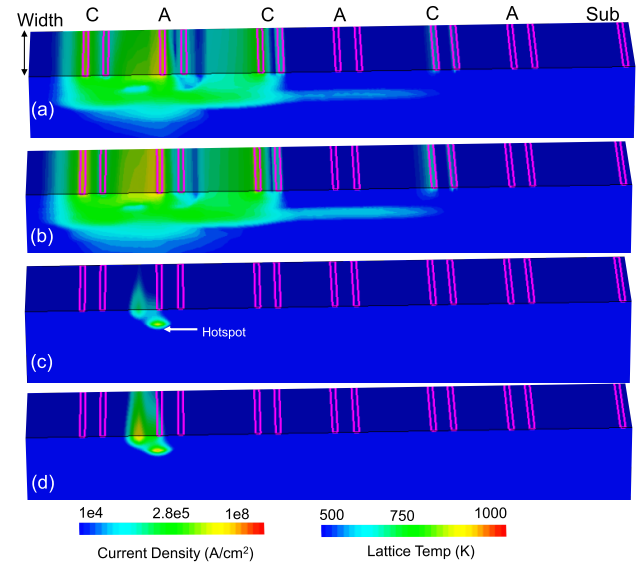 Width C A C A C A Sub
(a)
(b)
Hotspot
(c)
(d)
1e4 2.8e5 1e8 500 750 1000
Current Density (A/cm²) Lattice Temp (K)